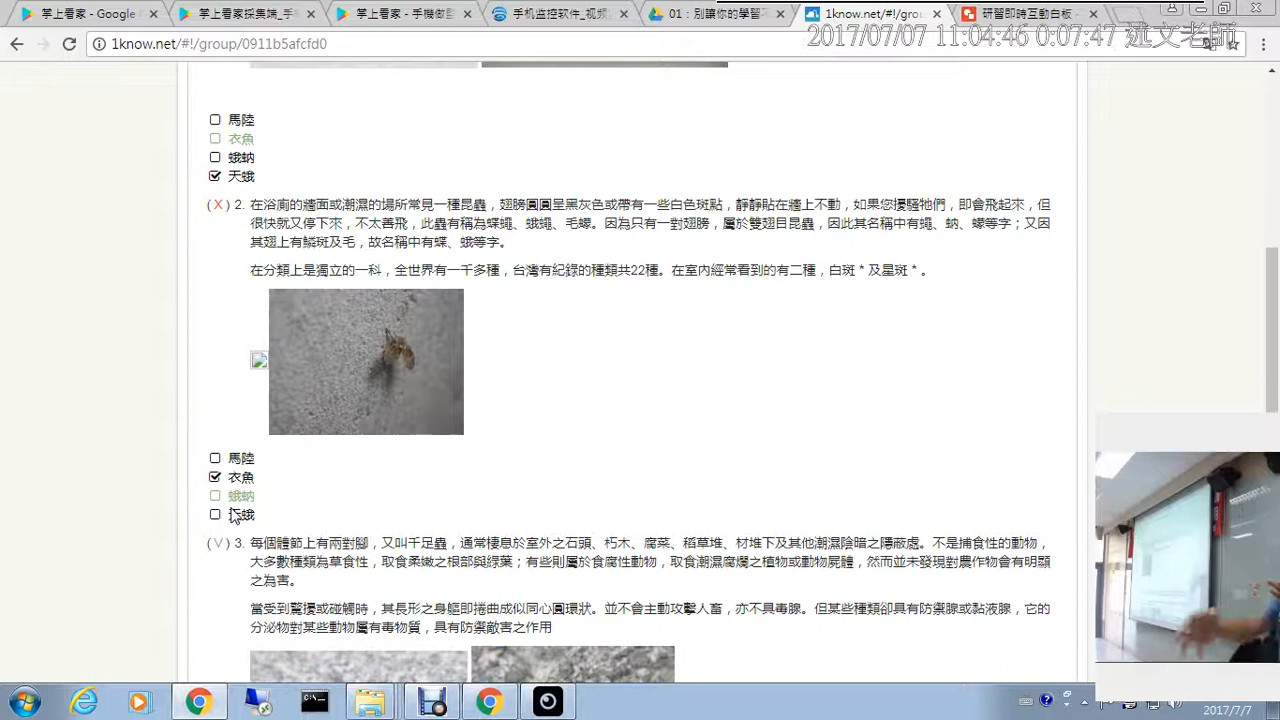 掌上看家 - Google
掌上看家採集端_手
掌上看家 - 手機做監
手机监控软件_视频
01：別讓你的學習不
1know.net/#!/grou
研習即時互動白板
1know.net/#!/group/0911b5afcfd0
2017/07/07 11:04:46 0:07:47 述文老師
馬陸
衣魚
蛾蚋
天蛾
( X ) 2. 在浴廁的牆面或潮濕的場所常見一種昆蟲，翅膀圓圓呈黑灰色或帶有一些白色斑點，靜靜貼在牆上不動，如果您擾騷牠們，即會飛起來，但
很快就又停下來，不太善飛，此蟲有稱為蝶蠅、蛾蠅、毛蠓。因為只有一對翅膀，屬於雙翅目昆蟲，因此其名稱中有蠅、蚋、蠓等字；又因
其翅上有鱗斑及毛，故名稱中有蝶、蛾等字。
在分類上是獨立的一科，全世界有一千多種，台灣有紀錄的種類共22種。在室內經常看到的有二種，白斑＊及星斑＊。
馬陸
衣魚
蛾蚋
天蛾
( V ) 3. 每個體節上有兩對腳，又叫千足蟲，通常棲息於室外之石頭、朽木、腐葉、稻草堆、材堆下及其他潮濕陰暗之隱蔽處。不是捕食性的動物，
大多數種類為草食性，取食柔嫩之根部與綠葉；有些則屬於食腐性動物，取食潮濕腐爛之植物或動物屍體，然而並未發現對農作物會有明顯
之為害。
當受到驚擾或碰觸時，其長形之身軀即捲曲成似同心圓環狀。並不會主動攻擊人畜，亦不具毒腺。但某些種類卻具有防禦腺或黏液腺，它的
分泌物對某些動物屬有毒物質，具有防禦敵害之作用
2017/7/7